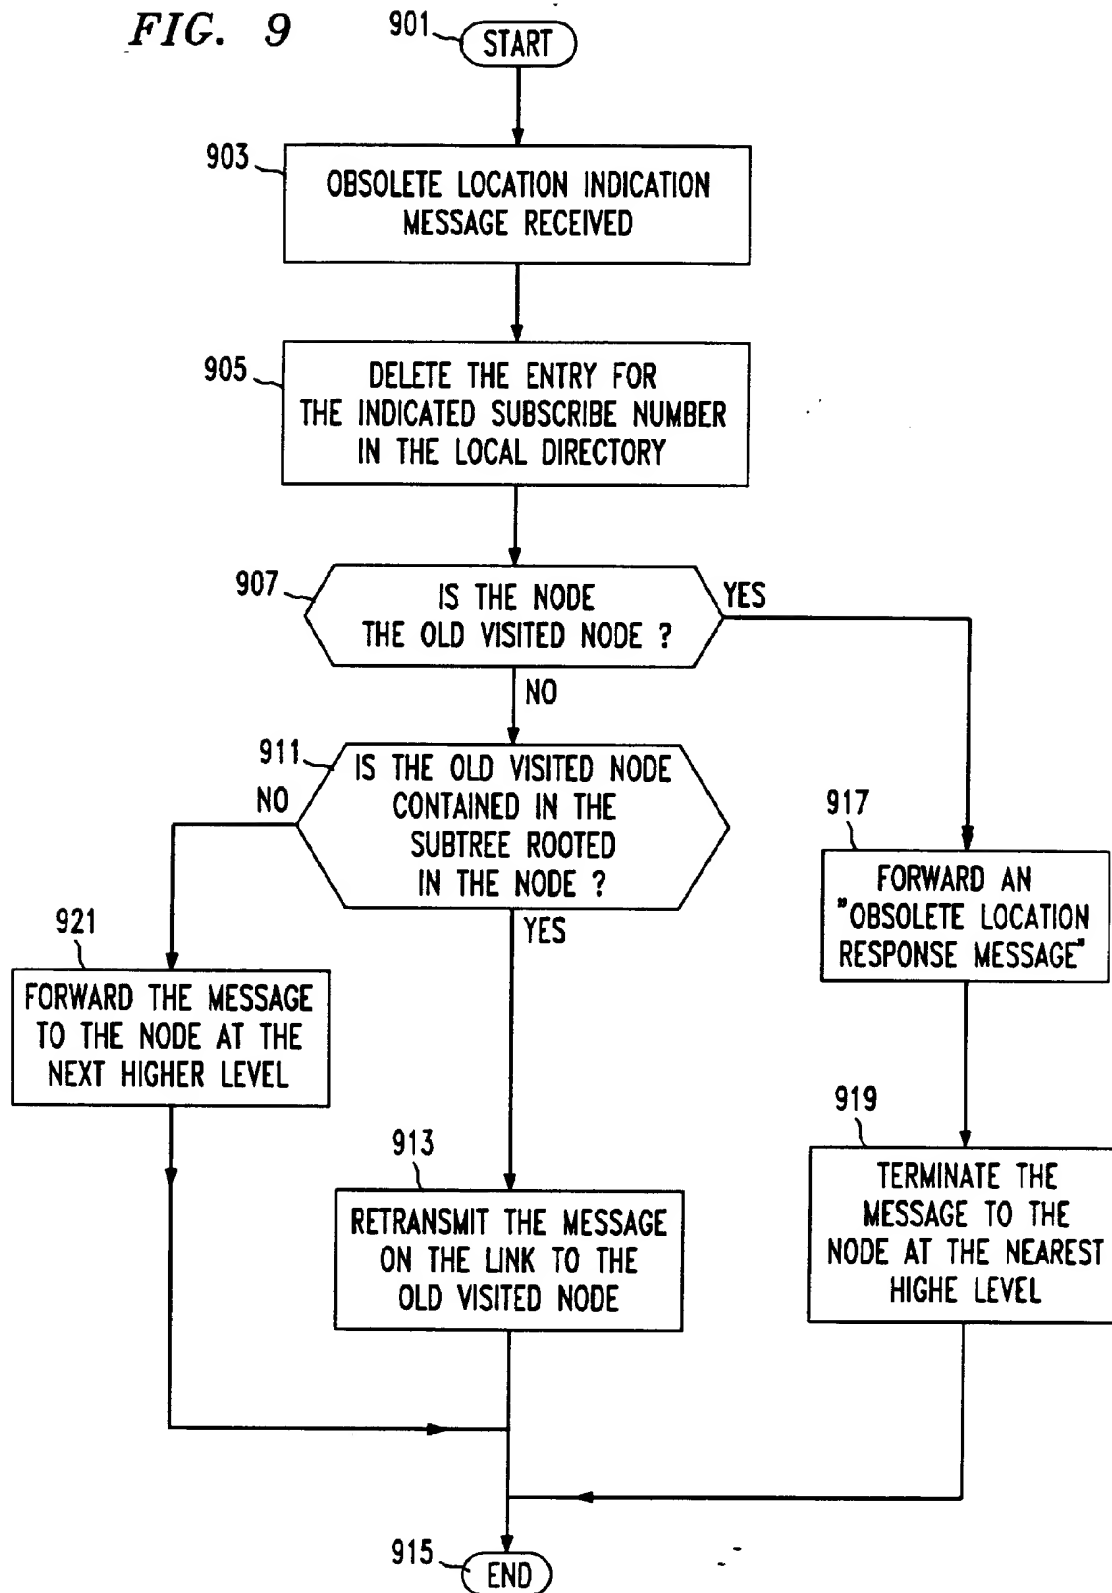 FIG. 9
901
START
903
OBSOLETE LOCATION INDICATION
MESSAGE RECEIVED
905
DELETE THE ENTRY FOR
THE INDICATED SUBSCRIBE NUMBER
IN THE LOCAL DIRECTORY
907
IS THE NODE
THE OLD VISITED NODE ?
YES
NO
911
IS THE OLD VISITED NODE
CONTAINED IN THE
SUBTREE ROOTED
IN THE NODE ?
NO
YES
917
FORWARD AN
"OBSOLETE LOCATION
RESPONSE MESSAGE"
921
FORWARD THE MESSAGE
TO THE NODE AT THE
NEXT HIGHER LEVEL
913
RETRANSMIT THE MESSAGE
ON THE LINK TO THE
OLD VISITED NODE
919
TERMINATE THE
MESSAGE TO THE
NODE AT THE NEAREST
HIGHE LEVEL
915
END